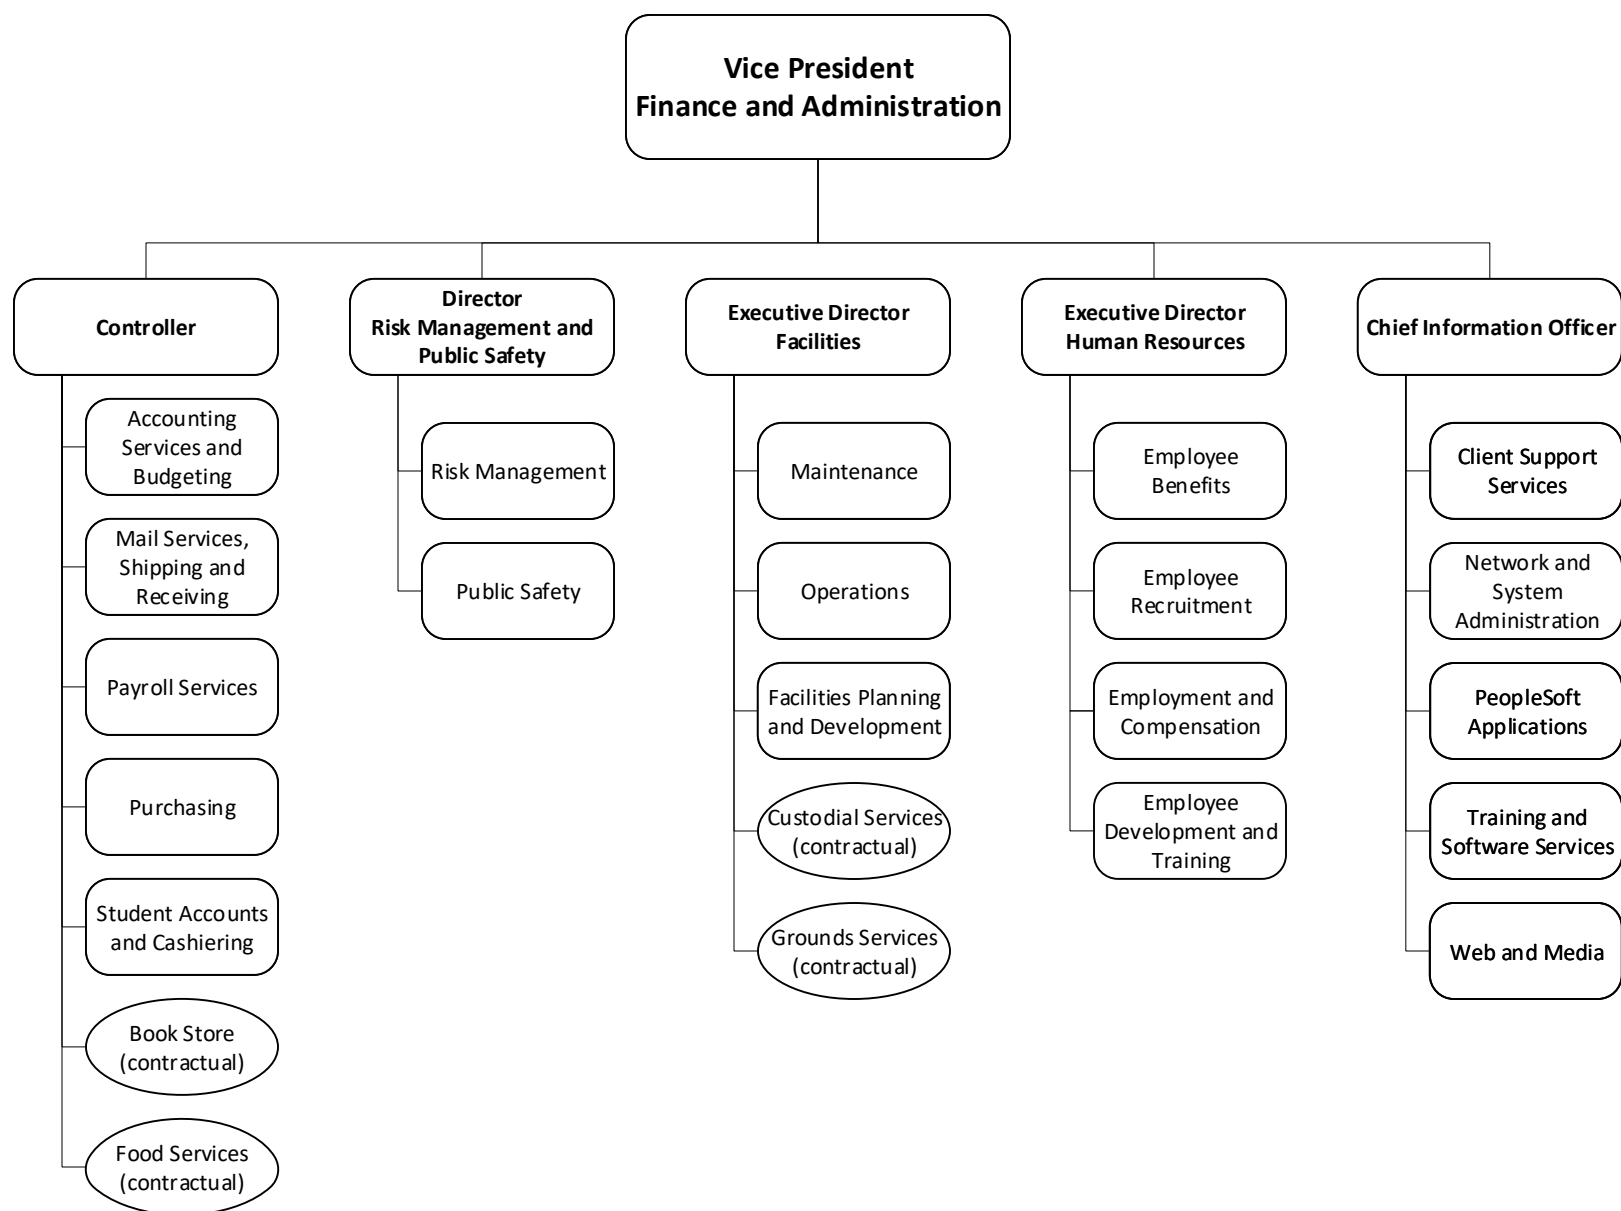 Vice President
Finance and Administration
Controller
Director
Risk Management and
Public Safety
Executive Director
Facilities
Executive Director
Human Resources
Chief Information Officer
Accounting
Services and
Budgeting
Mail Services,
Shipping and
Receiving
Payroll Services
Purchasing
Student Accounts
and Cashiering
Book Store
(contractual)
Food Services
(contractual)
Risk Management
Public Safety
Maintenance
Operations
Facilities Planning
and Development
Custodial Services
(contractual)
Grounds Services
(contractual)
Employee
Benefits
Employee
Recruitment
Employment and
Compensation
Employee
Development and
Training
Client Support
Services
Network and
System
Administration
PeopleSoft
Applications
Training and
Software Services
Web and Media